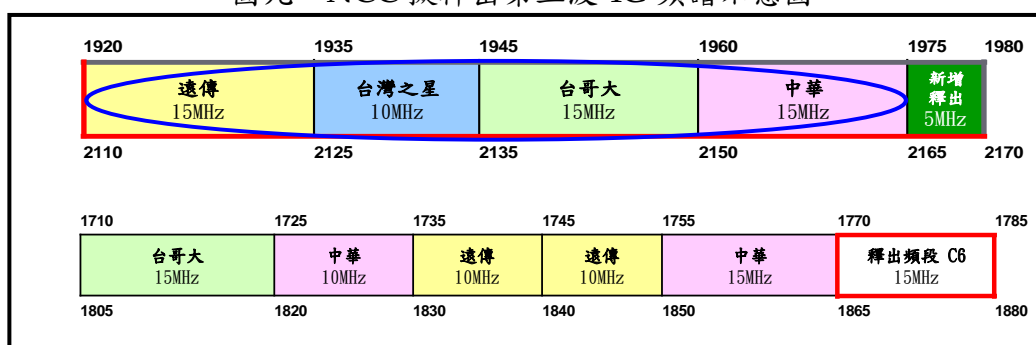 1920 1935 1945 1960 1975 1980
遠傳 台灣之星 台哥大 中華 新增
釋出
15MHz 10MHz 15MHz 15MHz 5MHz
2110 2125 2135 2150 2165 2170
1710 1725 1735 1745 1755 1770 1785
台哥大 中華 遠傳 遠傳 中華 釋出頻段 C6
15MHz 10MHz 10MHz 10MHz 15MHz 15MHz
1805 1820 1830 1840 1850 1865 1880